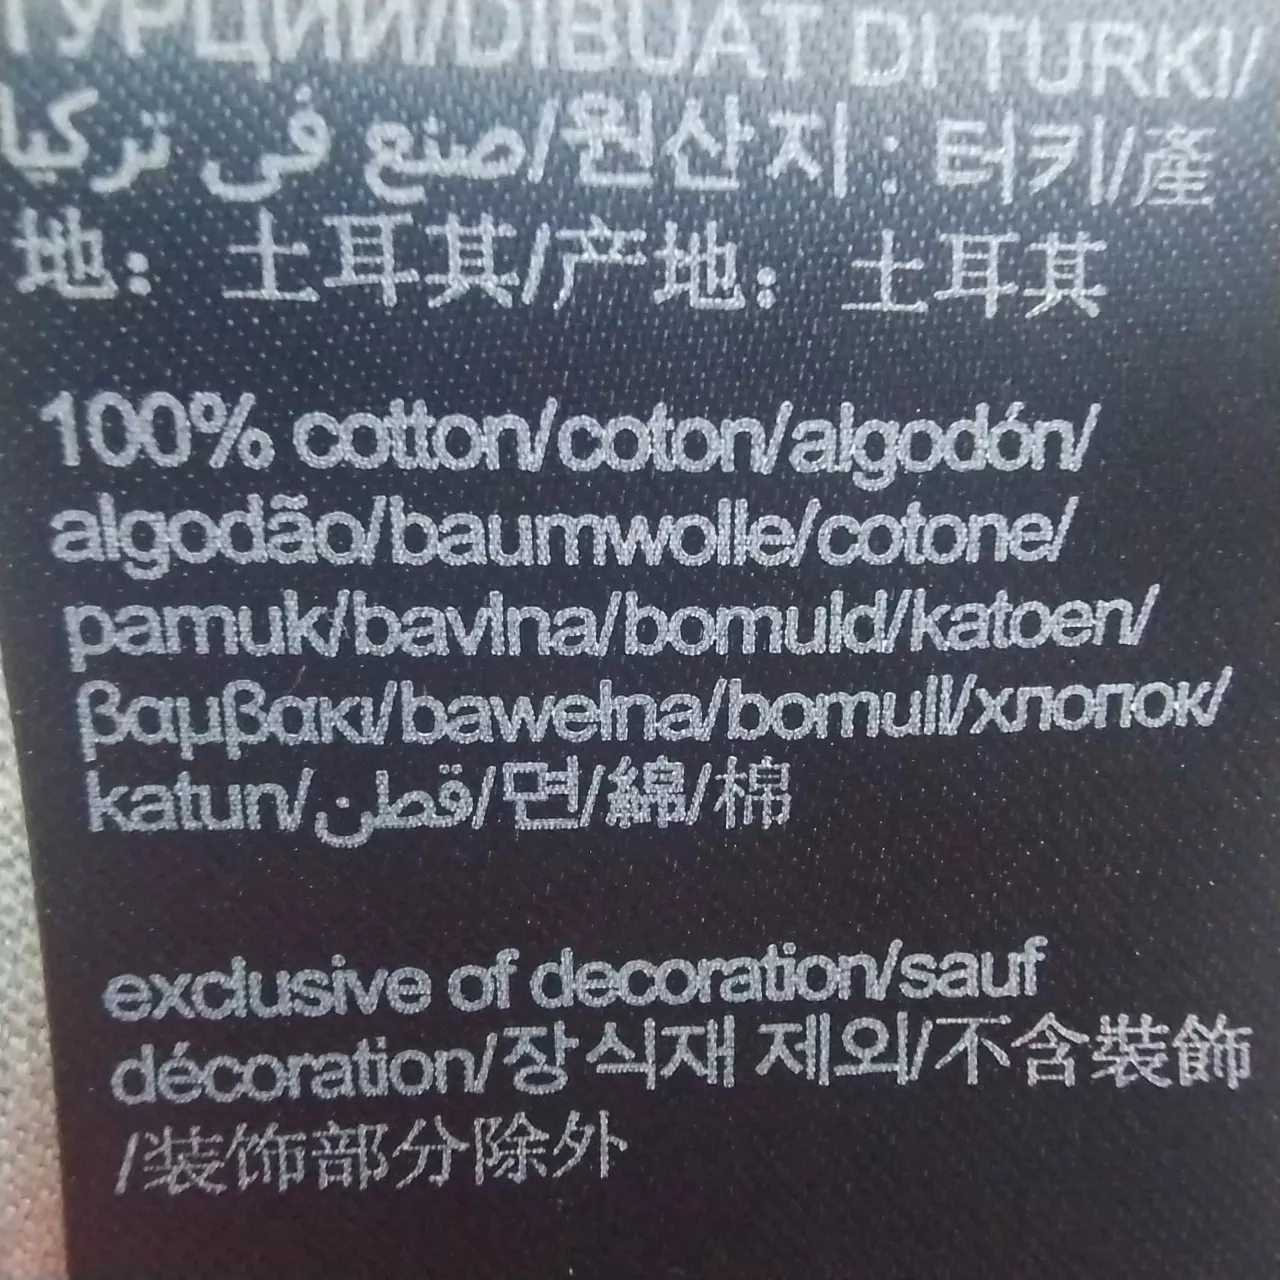 ТУРЦИИ/DIBUAT DI TURKI/
صنع فى تركيا/원산지 : 터키/產
地： 土耳其/产地： 土耳其
100% cotton/coton/algodón/
algodão/baumwolle/cotone/
pamuk/bavlna/bomuld/katoen/
βαμβακι/bawełna/bomull/хлопок/
katun/قطن/면/綿/棉
exclusive of decoration/sauf
décoration/장식재 제외/不含裝飾
/装饰部分除外